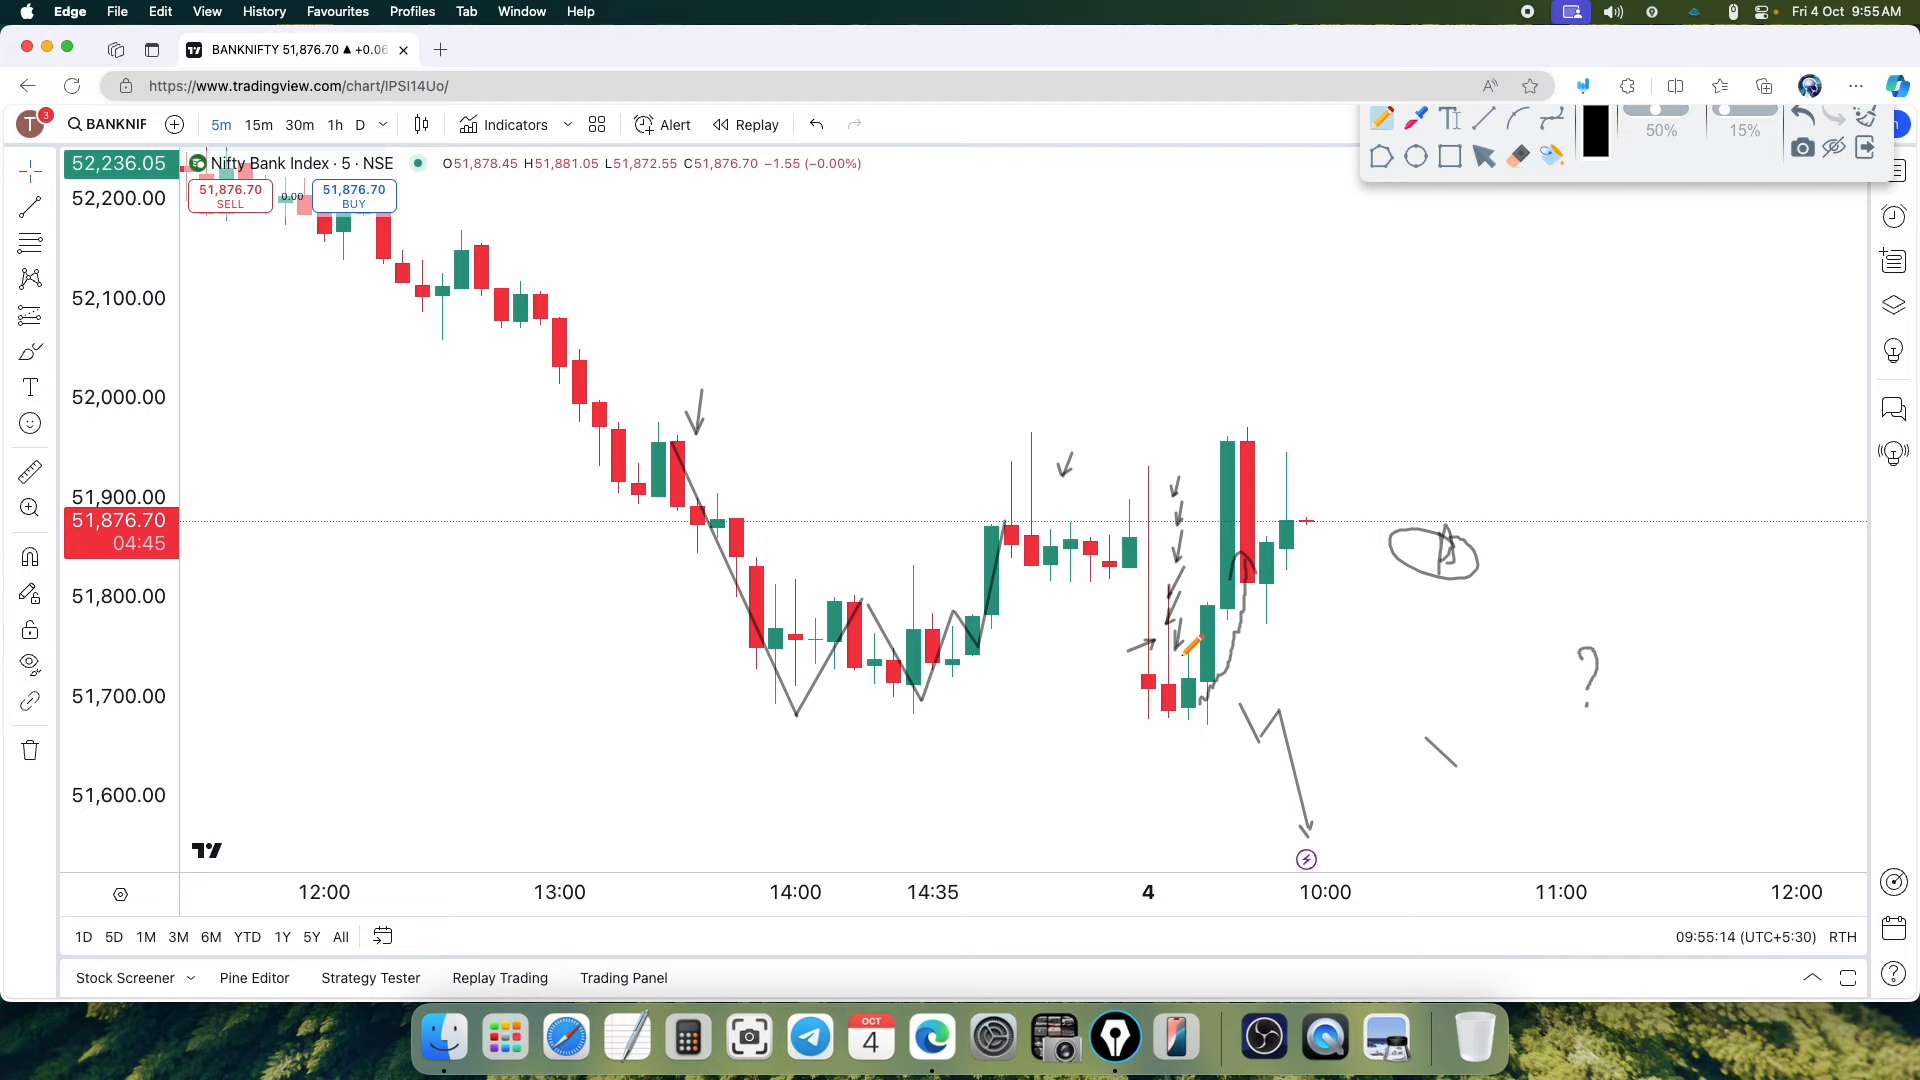 Edge File Edit View History Favourites Profiles Tab Window Help
Fri 4 Oct 9:55 AM
BANKNIFTY 51,876.70 ▲ +0.06
https://www.tradingview.com/chart/IPSI14Uo/
T 3 BANKNIF 5m 15m 30m 1h D Indicators Alert Replay
50% 15%
52,236.05 Nifty Bank Index · 5 · NSE O51,878.45 H51,881.05 L51,872.55 C51,876.70 −1.55 (−0.00%)
51,876.70 SELL
0.00
51,876.70 BUY
52,200.00
52,100.00
52,000.00
51,900.00
51,876.70
04:45
51,800.00
51,700.00
51,600.00
?
12:00 13:00 14:00 14:35 4 10:00 11:00 12:00
1D 5D 1M 3M 6M YTD 1Y 5Y All
09:55:14 (UTC+5:30) RTH
Stock Screener Pine Editor Strategy Tester Replay Trading Trading Panel
OCT
4